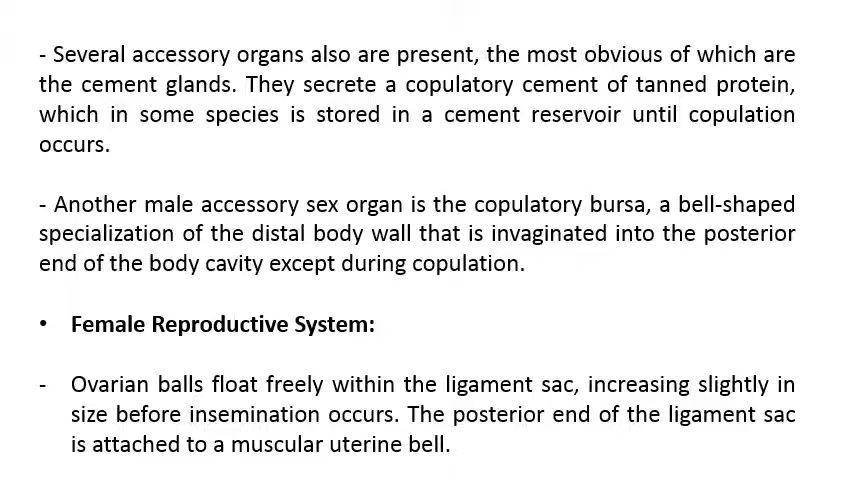 - Several accessory organs also are present, the most obvious of which are
the cement glands. They secrete a copulatory cement of tanned protein,
which in some species is stored in a cement reservoir until copulation
occurs.
- Another male accessory sex organ is the copulatory bursa, a bell-shaped
specialization of the distal body wall that is invaginated into the posterior
end of the body cavity except during copulation.
• Female Reproductive System:
- Ovarian balls float freely within the ligament sac, increasing slightly in
size before insemination occurs. The posterior end of the ligament sac
is attached to a muscular uterine bell.